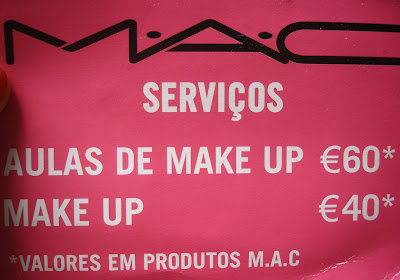 M·A·C
SERVIÇOS
AULAS DE MAKE UP €60*
MAKE UP €40*
*VALORES EM PRODUTOS M.A.C